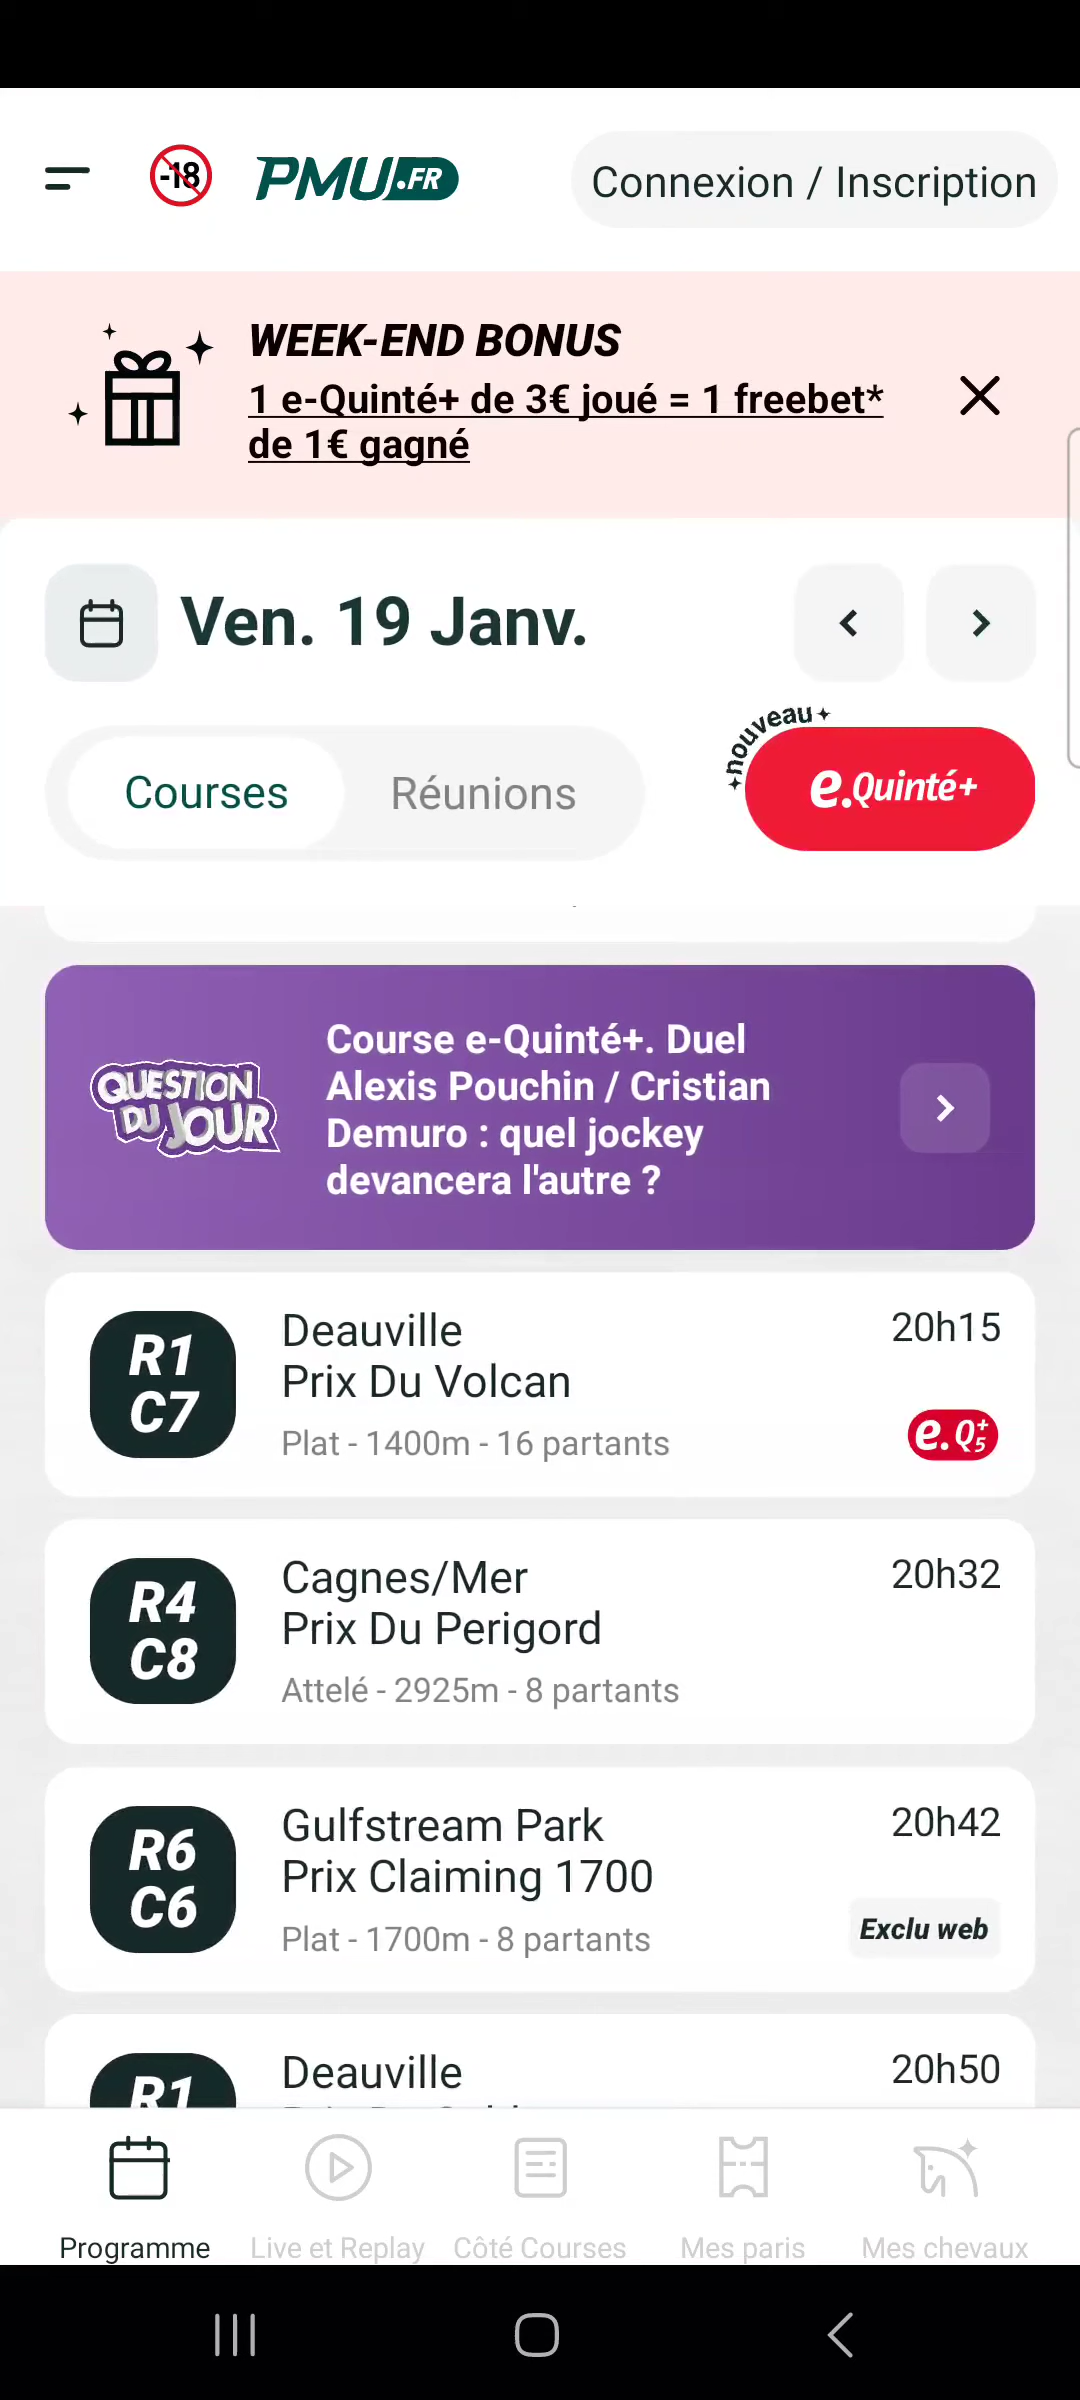 -18
PMU.FR
Connexion / Inscription
WEEK-END BONUS
1 e-Quinté+ de 3€ joué = 1 freebet*
de 1€ gagné
Ven. 19 Janv.
Courses
Réunions
nouveau
e.Quinté+
QUESTION
DU JOUR
Course e-Quinté+. Duel
Alexis Pouchin / Cristian
Demuro : quel jockey
devancera l'autre ?
R1
C7
Deauville
Prix Du Volcan
Plat - 1400m - 16 partants
20h15
e.Q+5
R4
C8
Cagnes/Mer
Prix Du Perigord
Attelé - 2925m - 8 partants
20h32
R6
C6
Gulfstream Park
Prix Claiming 1700
Plat - 1700m - 8 partants
20h42
Exclu web
R1
Deauville
20h50
Programme
Live et Replay
Côté Courses
Mes paris
Mes chevaux